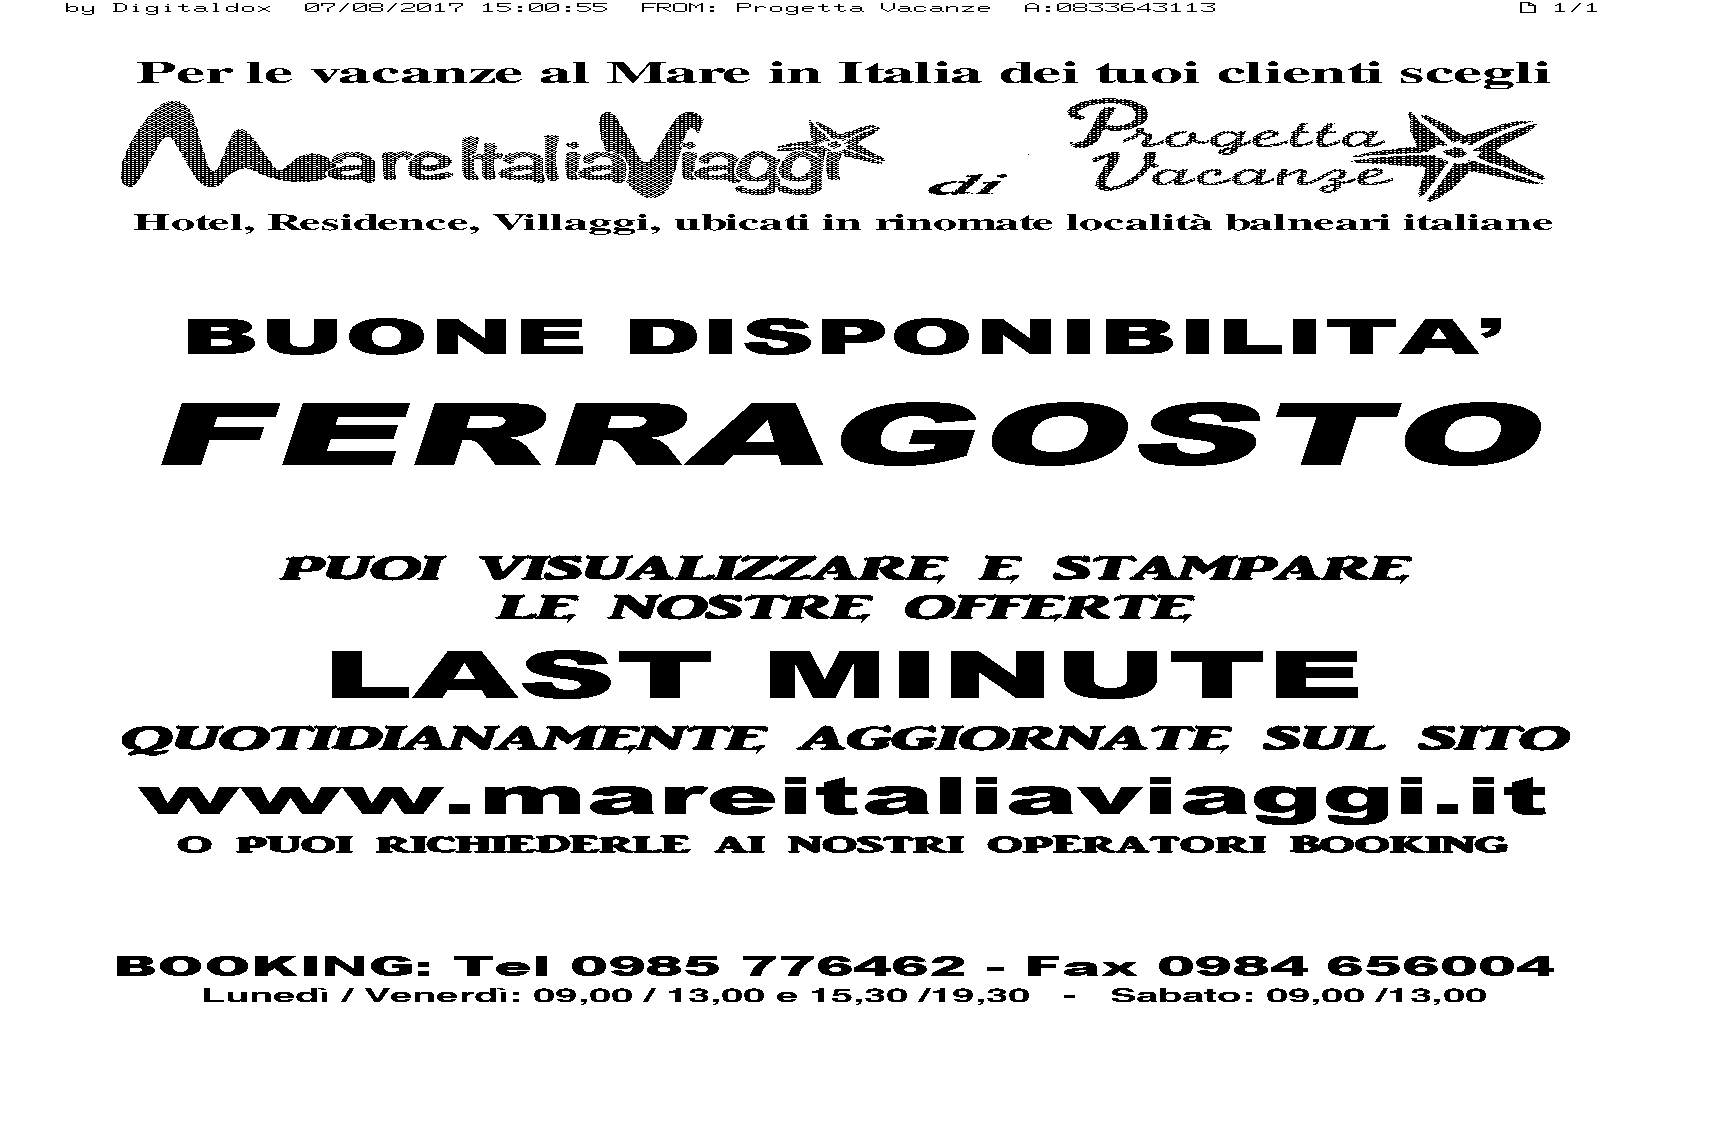 by Digitaldox 07/08/2017 15:00:55 FROM: Progetta Vacanze A:0833643113 1/1
Per le vacanze al Mare in Italia dei tuoi clienti scegli
MareItaliaViaggi di Progetta Vacanze
Hotel, Residence, Villaggi, ubicati in rinomate località balneari italiane
BUONE DISPONIBILITA’
FERRAGOSTO
PUOI VISUALIZZARE E STAMPARE
LE NOSTRE OFFERTE
LAST MINUTE
QUOTIDIANAMENTE AGGIORNATE SUL SITO
www.mareitaliaviaggi.it
O PUOI RICHIEDERLE AI NOSTRI OPERATORI BOOKING
BOOKING: Tel 0985 776462 - Fax 0984 656004
Lunedì / Venerdì: 09,00 / 13,00 e 15,30 /19,30 - Sabato: 09,00 /13,00